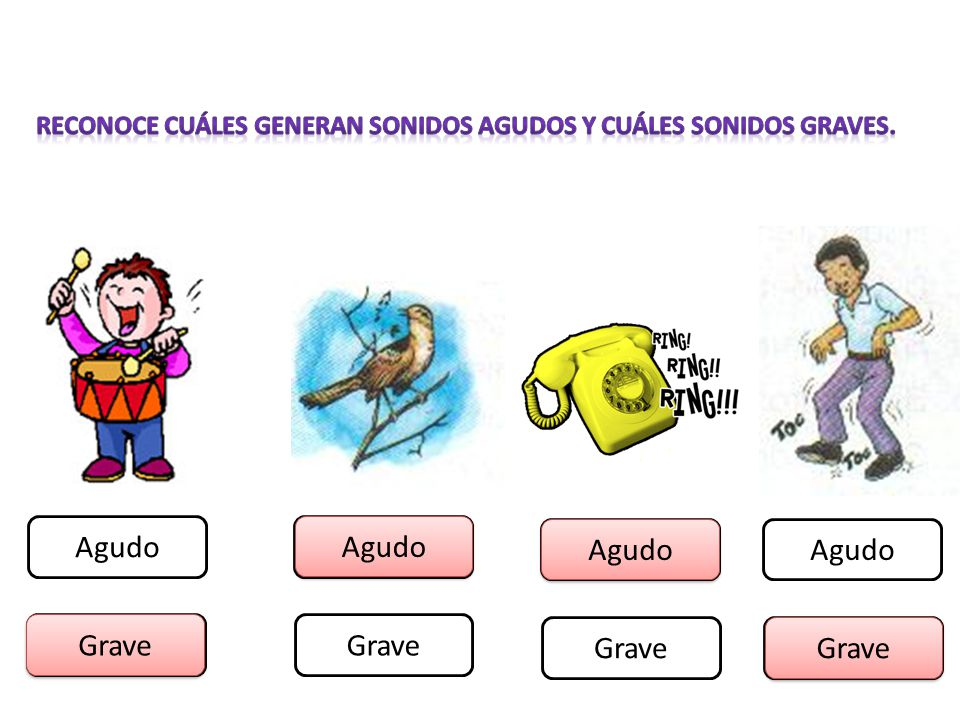 RECONOCE CUÁLES GENERAN SONIDOS AGUDOS Y CUÁLES SONIDOS GRAVES.
RING!
RING!!
RING!!!
TOC
TOC
Agudo Agudo Agudo Agudo
Grave Grave Grave Grave